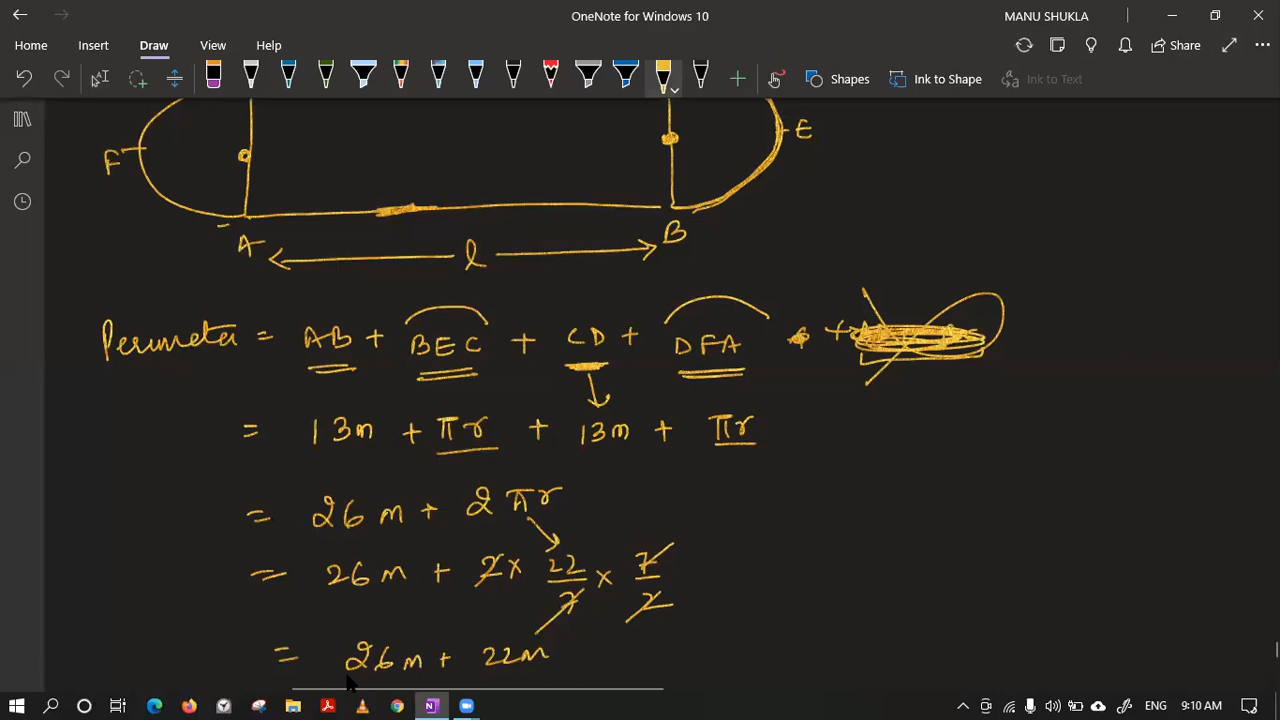 OneNote for Windows 10
MANU SHUKLA
Home Insert Draw View Help
Share
Shapes Ink to Shape Ink to Text
F
E
A
l
B
Perimeter = AB + BEC + CD + DFA +
= 13m + πr + 13m + πr
= 26m + 2πr
= 26m + 2 × 22/7 × 7/2
= 26m + 22m
ENG 9:10 AM